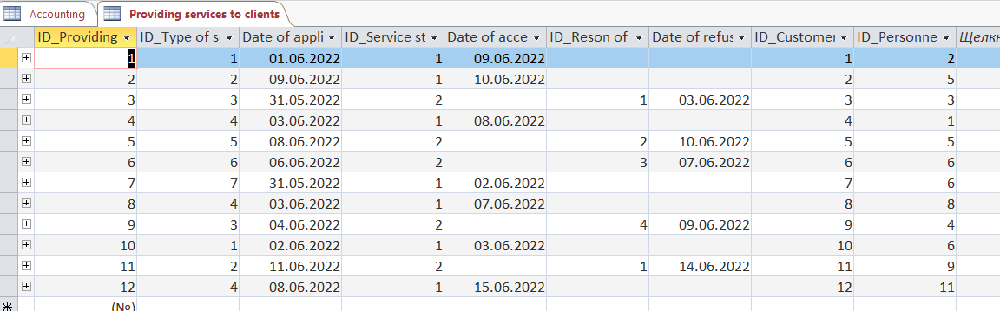 Accounting Providing services to clients
ID_Providing ID_Type of s Date of appli ID_Service st Date of acce ID_Reson of Date of refus ID_Customer ID_Personne Щелкн
1 1 01.06.2022 1 09.06.2022 1 2
2 2 09.06.2022 1 10.06.2022 2 5
3 3 31.05.2022 2 1 03.06.2022 3 3
4 4 03.06.2022 1 08.06.2022 4 1
5 5 08.06.2022 2 2 10.06.2022 5 5
6 6 06.06.2022 2 3 07.06.2022 6 6
7 7 31.05.2022 1 02.06.2022 7 6
8 4 03.06.2022 1 07.06.2022 8 8
9 3 04.06.2022 2 4 09.06.2022 9 4
10 1 02.06.2022 1 03.06.2022 10 6
11 2 11.06.2022 2 1 14.06.2022 11 9
12 4 08.06.2022 1 15.06.2022 12 11
(№)